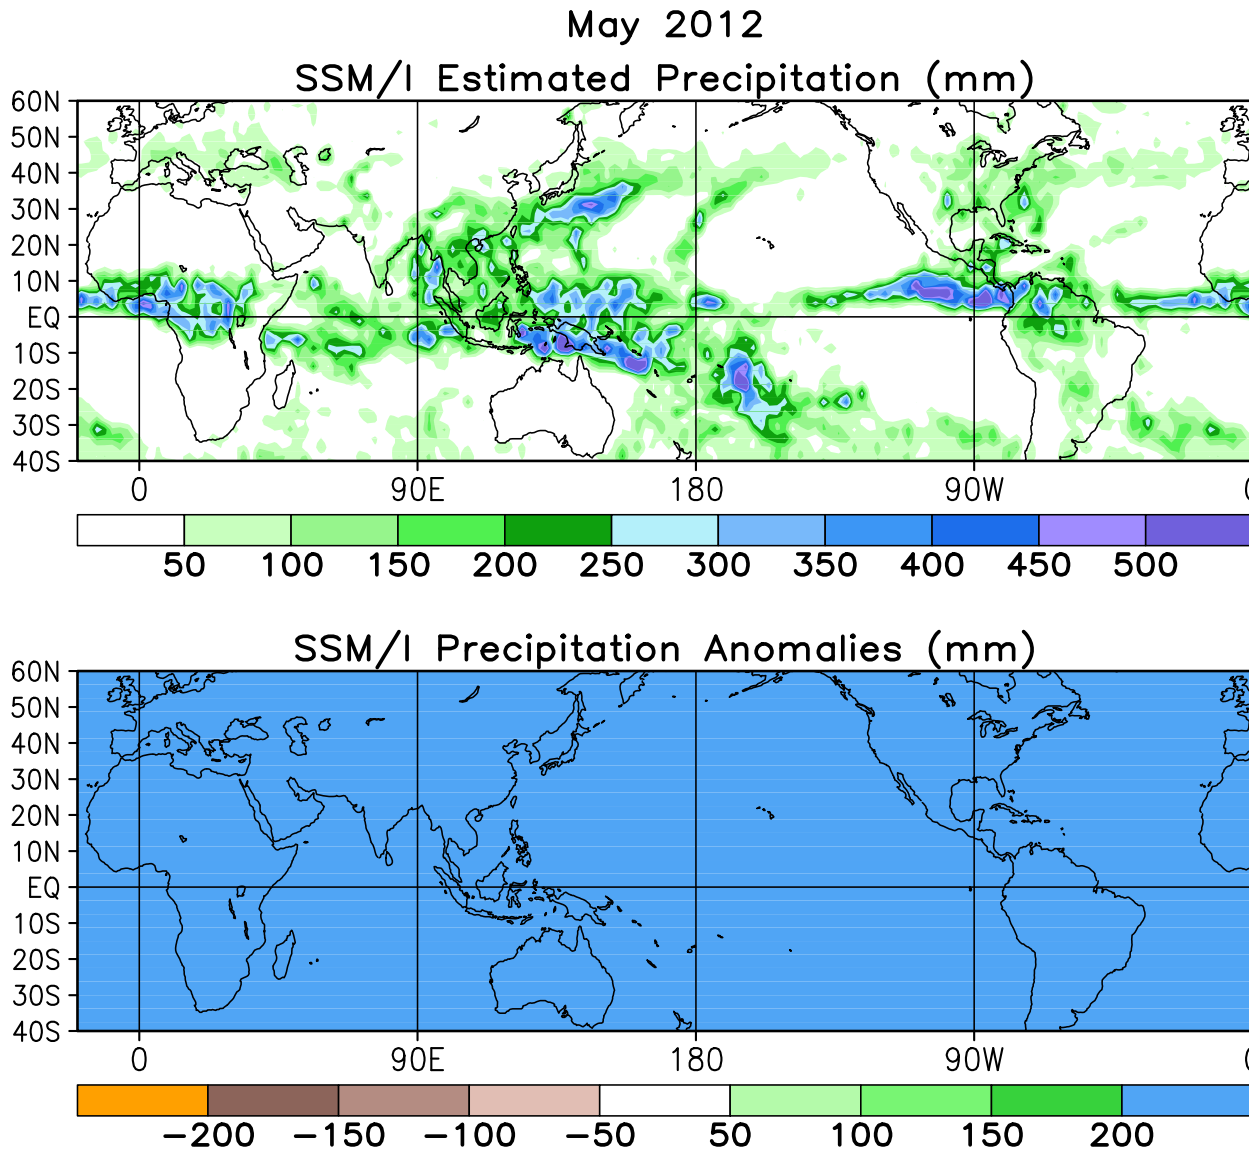 May 2012
SSM/I Estimated Precipitation (mm)
60N
50N
40N
30N
20N
10N
EQ
10S
20S
30S
40S
0 90E 180 90W 0
50 100 150 200 250 300 350 400 450 500
SSM/I Precipitation Anomalies (mm)
60N
50N
40N
30N
20N
10N
EQ
10S
20S
30S
40S
0 90E 180 90W 0
-200 -150 -100 -50 50 100 150 200